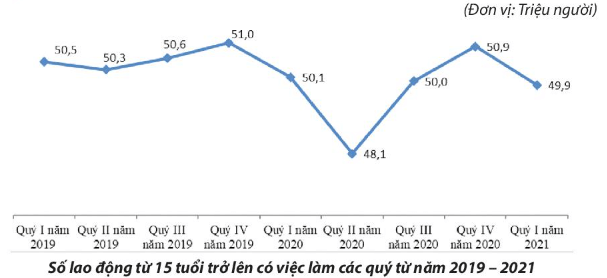 (Đơn vị: Triệu người)
50,5
50,3
50,6
51,0
50,1
48,1
50,0
50,9
49,9
Quý I năm
2019
Quý II năm
2019
Quý III
năm 2019
Quý IV
năm 2019
Quý I năm
2020
Quý II năm
2020
Quý III
năm 2020
Quý IV
năm 2020
Quý I năm
2021
Số lao động từ 15 tuổi trở lên có việc làm các quý từ năm 2019 – 2021